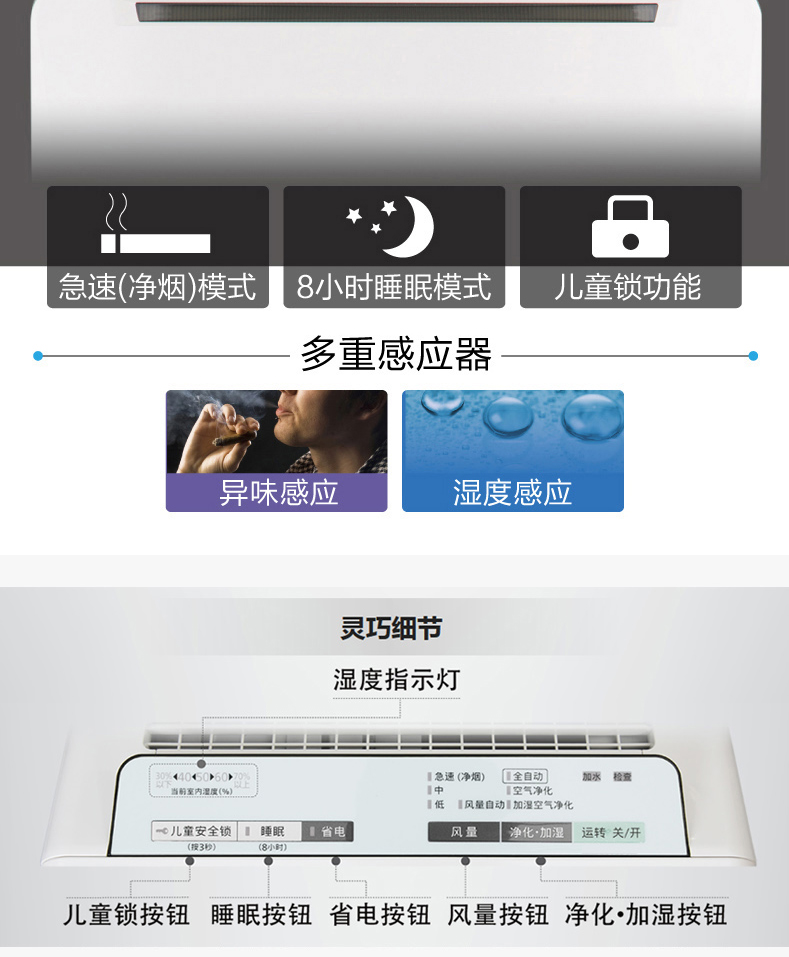 急速(净烟)模式
8小时睡眠模式
儿童锁功能
多重感应器
异味感应
湿度感应
灵巧细节
湿度指示灯
30%以下 40 50 60 70%以上
当前室内湿度(%)
急速 (净烟)
全自动
加水
检查
中
空气净化
低
风量自动
加湿空气净化
儿童安全锁
(按3秒)
睡眠
(8小时)
省电
风量
净化·加湿
运转 关/开
儿童锁按钮
睡眠按钮
省电按钮
风量按钮
净化•加湿按钮